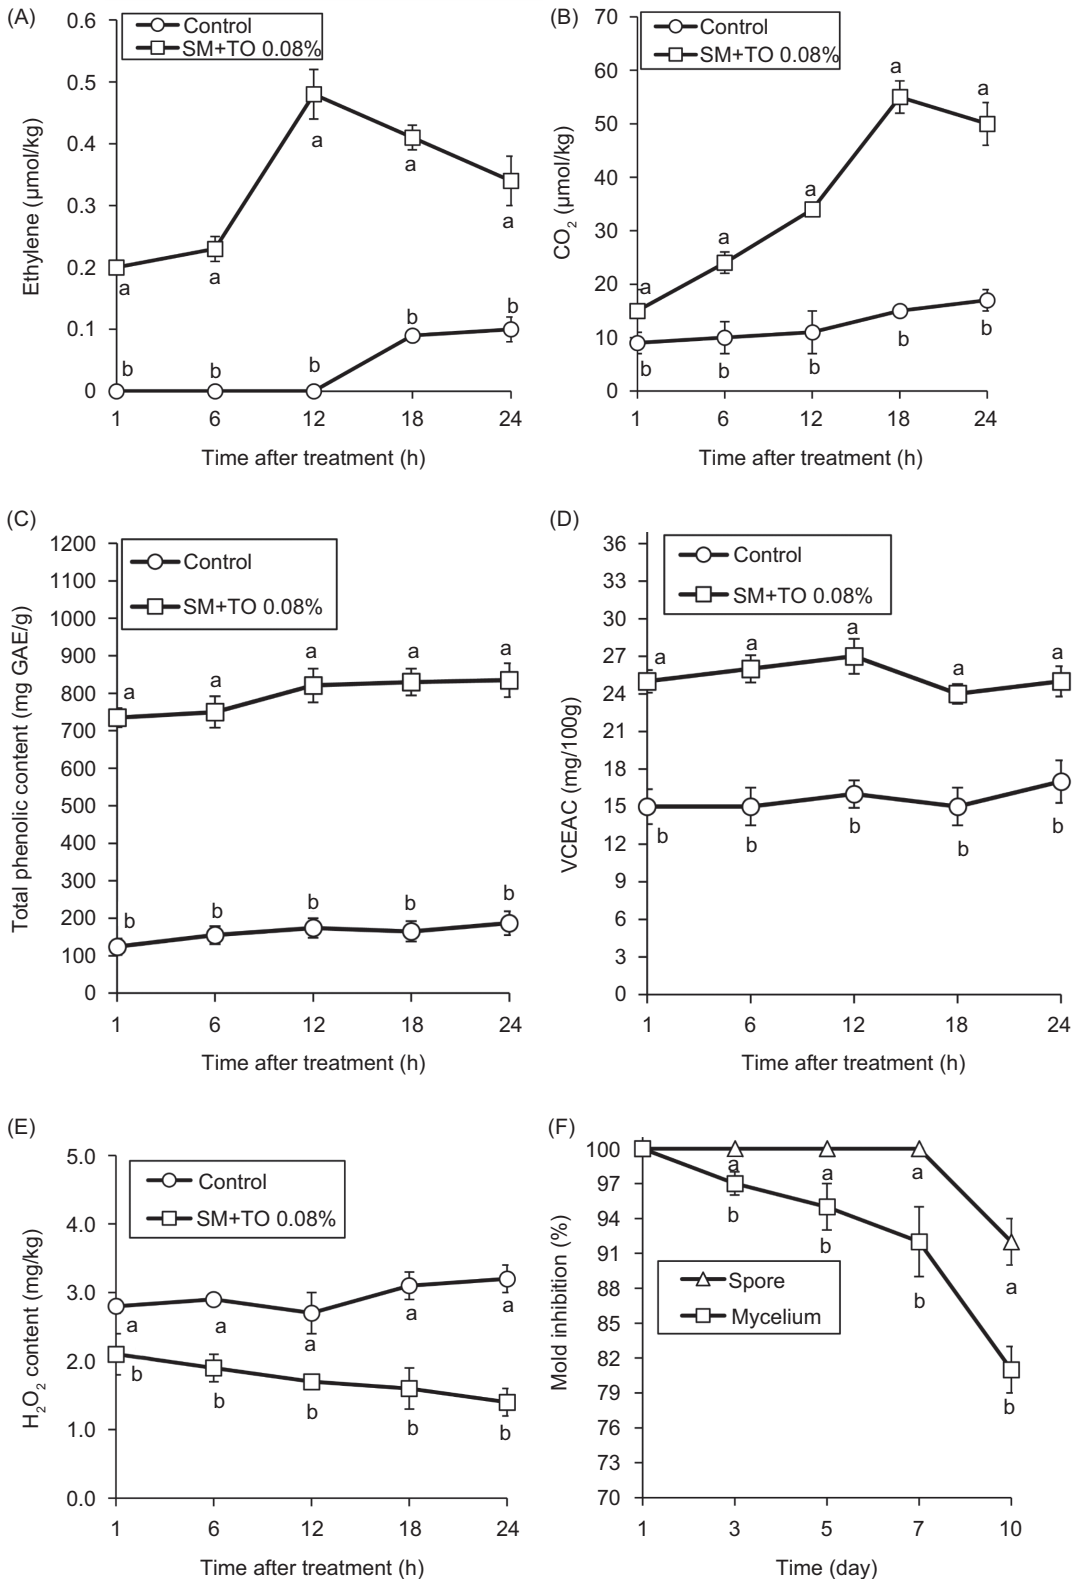 (A)
Control
SM+TO 0.08%
Ethylene (μmol/kg)
0.6
0.5
0.4
0.3
0.2
0.1
0
a
a
a
a
a
b
b
b
b
b
1 6 12 18 24
Time after treatment (h)
(B)
Control
SM+TO 0.08%
CO2 (μmol/kg)
70
60
50
40
30
20
10
0
a
a
a
a
a
b
b
b
b
b
1 6 12 18 24
Time after treatment (h)
(C)
Control
SM+TO 0.08%
Total phenolic content (mg GAE/g)
1200
1100
1000
900
800
700
600
500
400
300
200
100
0
a
a
a
a
a
b
b
b
b
b
1 6 12 18 24
Time after treatment (h)
(D)
Control
SM+TO 0.08%
VCEAC (mg/100g)
36
33
30
27
24
21
18
15
12
9
6
3
0
a
a
a
a
a
b
b
b
b
b
1 6 12 18 24
Time after treatment (h)
(E)
Control
SM+TO 0.08%
H2O2 content (mg/kg)
5.0
4.0
3.0
2.0
1.0
0.0
a
a
a
a
a
b
b
b
b
b
1 6 12 18 24
Time after treatment (h)
(F)
Spore
Mycelium
Mold inhibition (%)
100
97
94
91
88
85
82
79
76
73
70
a
a
a
a
b
b
b
b
1 3 5 7 10
Time (day)